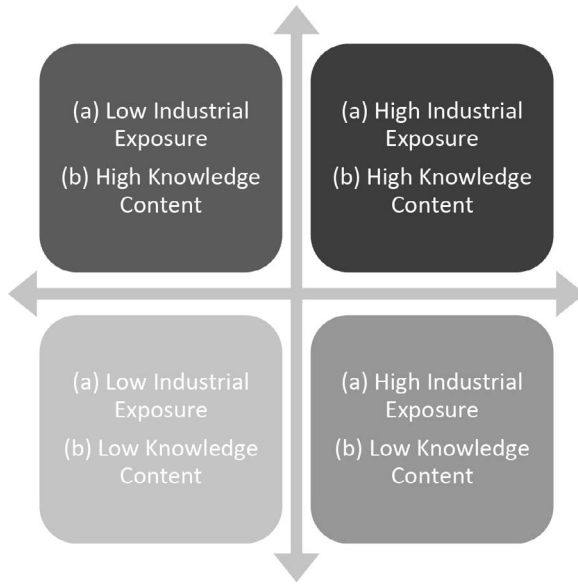 (a) Low Industrial
Exposure
(b) High Knowledge
Content
(a) High Industrial
Exposure
(b) High Knowledge
Content
(a) Low Industrial
Exposure
(b) Low Knowledge
Content
(a) High Industrial
Exposure
(b) Low Knowledge
Content